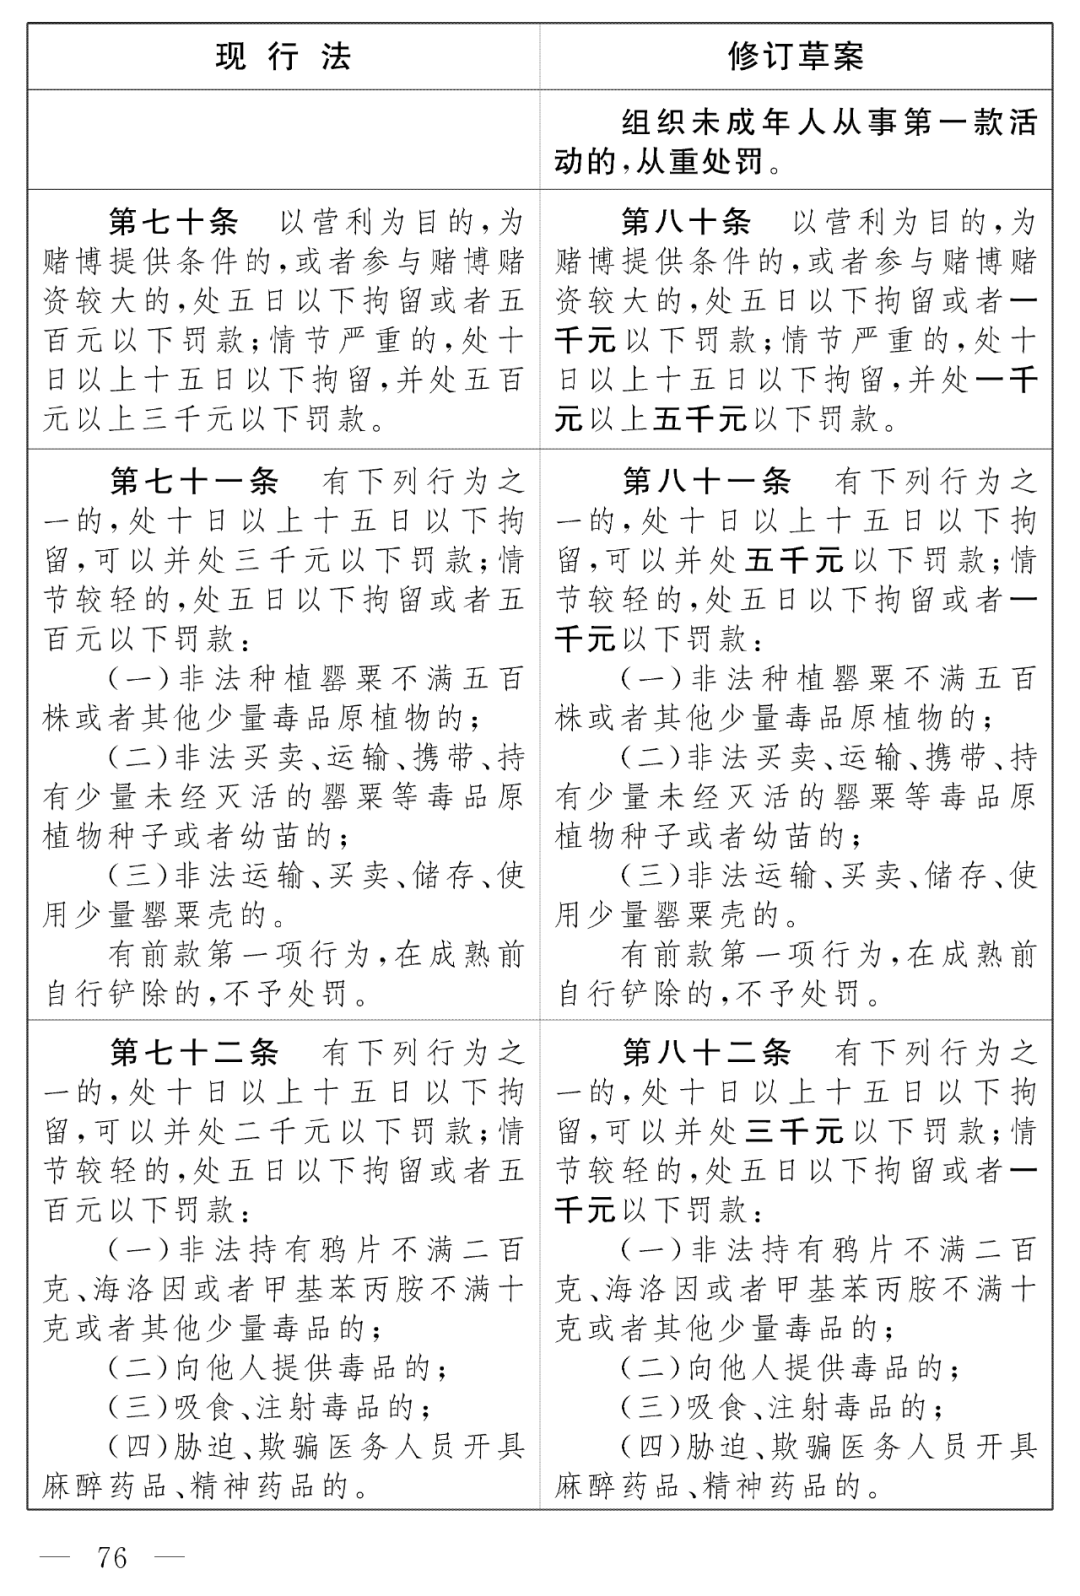 现行法
修订草案
组织未成年人从事第一款活
动的,从重处罚。
第七十条 以营利为目的,为
赌博提供条件的,或者参与赌博赌
资较大的,处五日以下拘留或者五
百元以下罚款;情节严重的,处十
日以上十五日以下拘留,并处五百
元以上三千元以下罚款。
第八十条 以营利为目的,为
赌博提供条件的,或者参与赌博赌
资较大的,处五日以下拘留或者一
千元以下罚款;情节严重的,处十
日以上十五日以下拘留,并处一千
元以上五千元以下罚款。
第七十一条 有下列行为之
一的,处十日以上十五日以下拘
留,可以并处三千元以下罚款;情
节较轻的,处五日以下拘留或者五
百元以下罚款:
(一)非法种植罂粟不满五百
株或者其他少量毒品原植物的;
(二)非法买卖、运输、携带、持
有少量未经灭活的罂粟等毒品原
植物种子或者幼苗的;
(三)非法运输、买卖、储存、使
用少量罂粟壳的。
有前款第一项行为,在成熟前
自行铲除的,不予处罚。
第八十一条 有下列行为之
一的,处十日以上十五日以下拘
留,可以并处五千元以下罚款;情
节较轻的,处五日以下拘留或者一
千元以下罚款:
(一)非法种植罂粟不满五百
株或者其他少量毒品原植物的;
(二)非法买卖、运输、携带、持
有少量未经灭活的罂粟等毒品原
植物种子或者幼苗的;
(三)非法运输、买卖、储存、使
用少量罂粟壳的。
有前款第一项行为,在成熟前
自行铲除的,不予处罚。
第七十二条 有下列行为之
一的,处十日以上十五日以下拘
留,可以并处二千元以下罚款;情
节较轻的,处五日以下拘留或者五
百元以下罚款:
(一)非法持有鸦片不满二百
克、海洛因或者甲基苯丙胺不满十
克或者其他少量毒品的;
(二)向他人提供毒品的;
(三)吸食、注射毒品的;
(四)胁迫、欺骗医务人员开具
麻醉药品、精神药品的。
第八十二条 有下列行为之
一的,处十日以上十五日以下拘
留,可以并处三千元以下罚款;情
节较轻的,处五日以下拘留或者一
千元以下罚款:
(一)非法持有鸦片不满二百
克、海洛因或者甲基苯丙胺不满十
克或者其他少量毒品的;
(二)向他人提供毒品的;
(三)吸食、注射毒品的;
(四)胁迫、欺骗医务人员开具
麻醉药品、精神药品的。
— 76 —